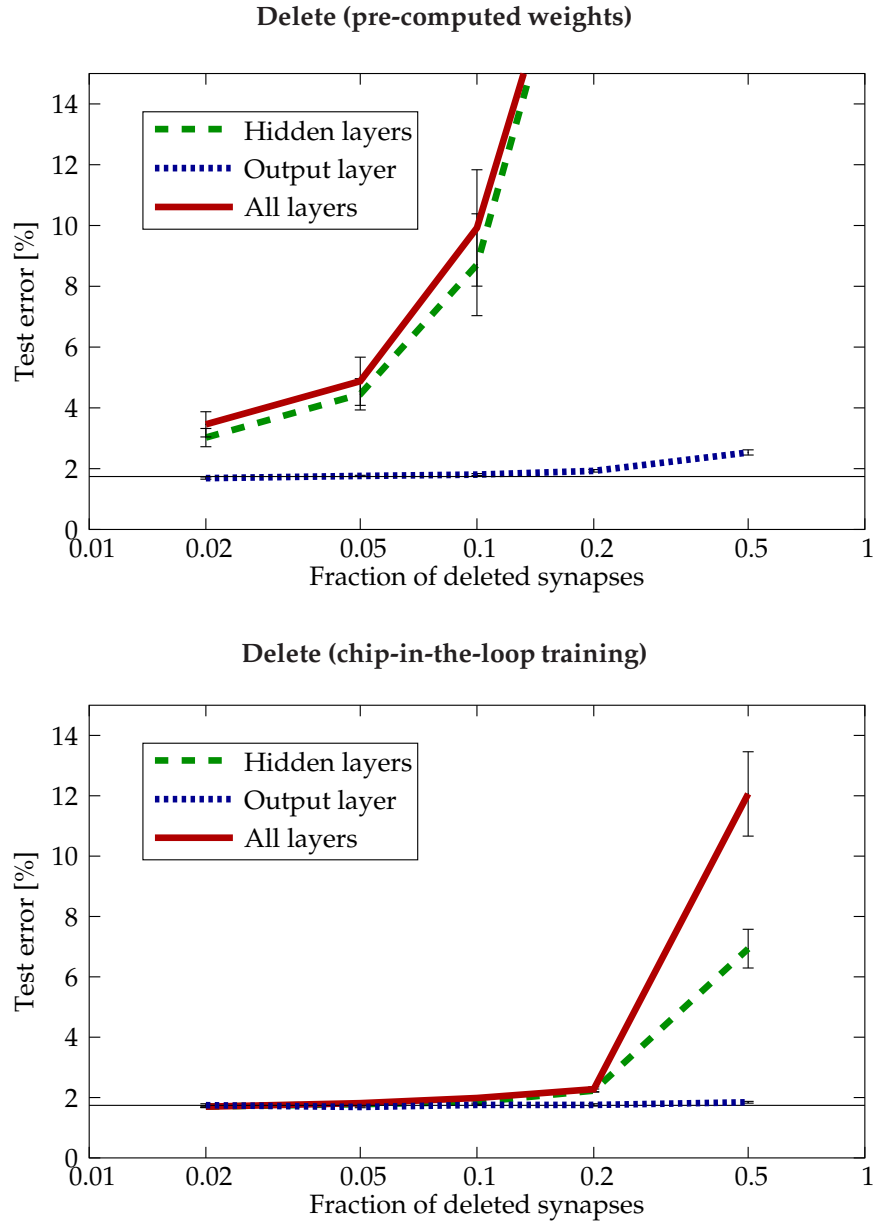 Delete (pre-computed weights)
14
12
10
8
6
4
2
0
Test error [%]
Hidden layers
Output layer
All layers
0.01 0.02 0.05 0.1 0.2 0.5 1
Fraction of deleted synapses
Delete (chip-in-the-loop training)
14
12
10
8
6
4
2
0
Test error [%]
Hidden layers
Output layer
All layers
0.01 0.02 0.05 0.1 0.2 0.5 1
Fraction of deleted synapses